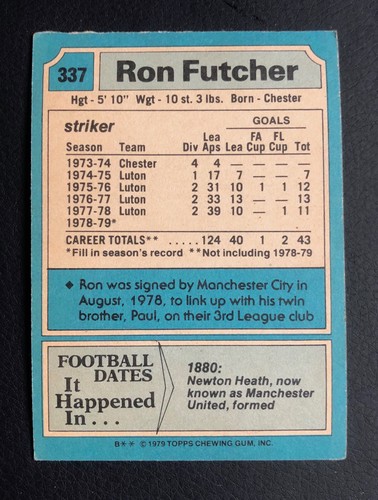 337 Ron Futcher
Hgt - 5' 10" Wgt - 10 st. 3 lbs. Born - Chester
striker GOALS
Lea FA FL
Season Team Div Aps Lea Cup Cup Tot
1973-74 Chester 4 4 — — — —
1974-75 Luton 1 17 7 — — 7
1975-76 Luton 2 31 10 1 1 12
1976-77 Luton 2 33 13 — — 13
1977-78 Luton 2 39 10 — 1 11
1978-79*
CAREER TOTALS** . . . . . 124 40 1 2 43
*Fill in season's record **Not including 1978-79
◆ Ron was signed by Manchester City in
August, 1978, to link up with his twin
brother, Paul, on their 3rd League club
FOOTBALL
DATES
It
Happened
In . . .
1880:
Newton Heath, now
known as Manchester
United, formed
B** © 1979 TOPPS CHEWING GUM, INC.